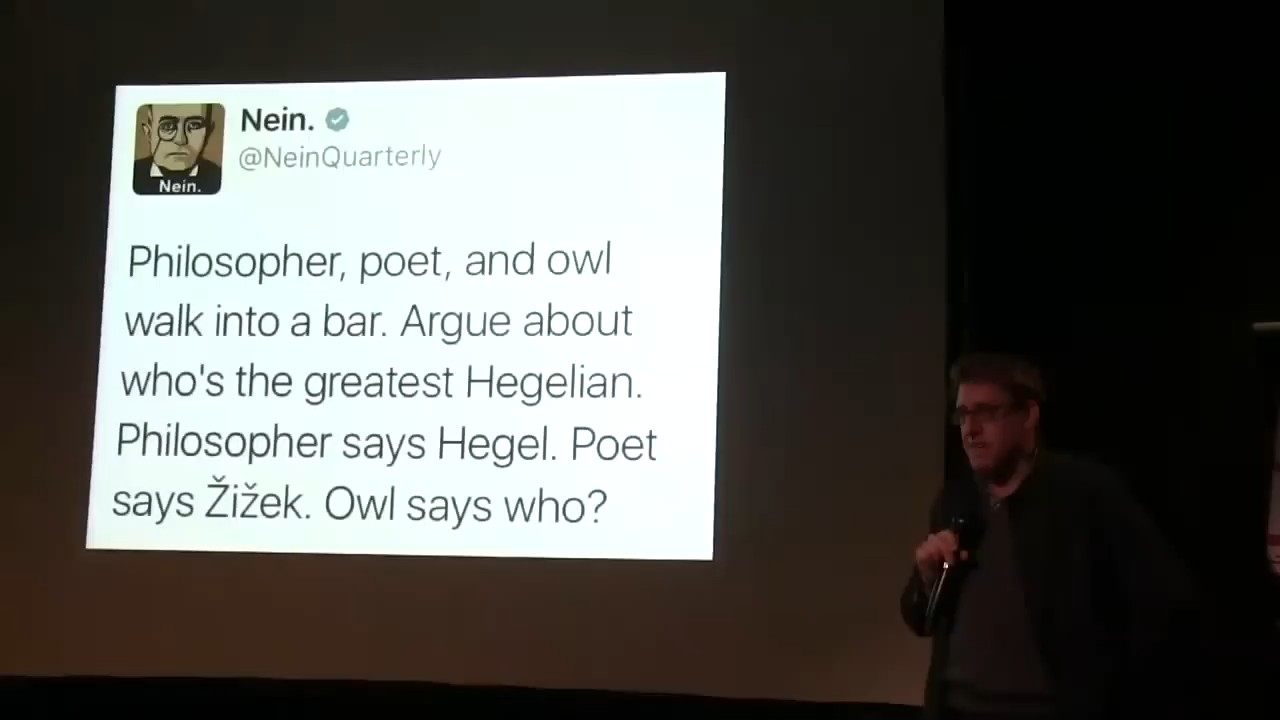 Nein.
@NeinQuarterly
Nein.
Philosopher, poet, and owl
walk into a bar. Argue about
who's the greatest Hegelian.
Philosopher says Hegel. Poet
says Žižek. Owl says who?